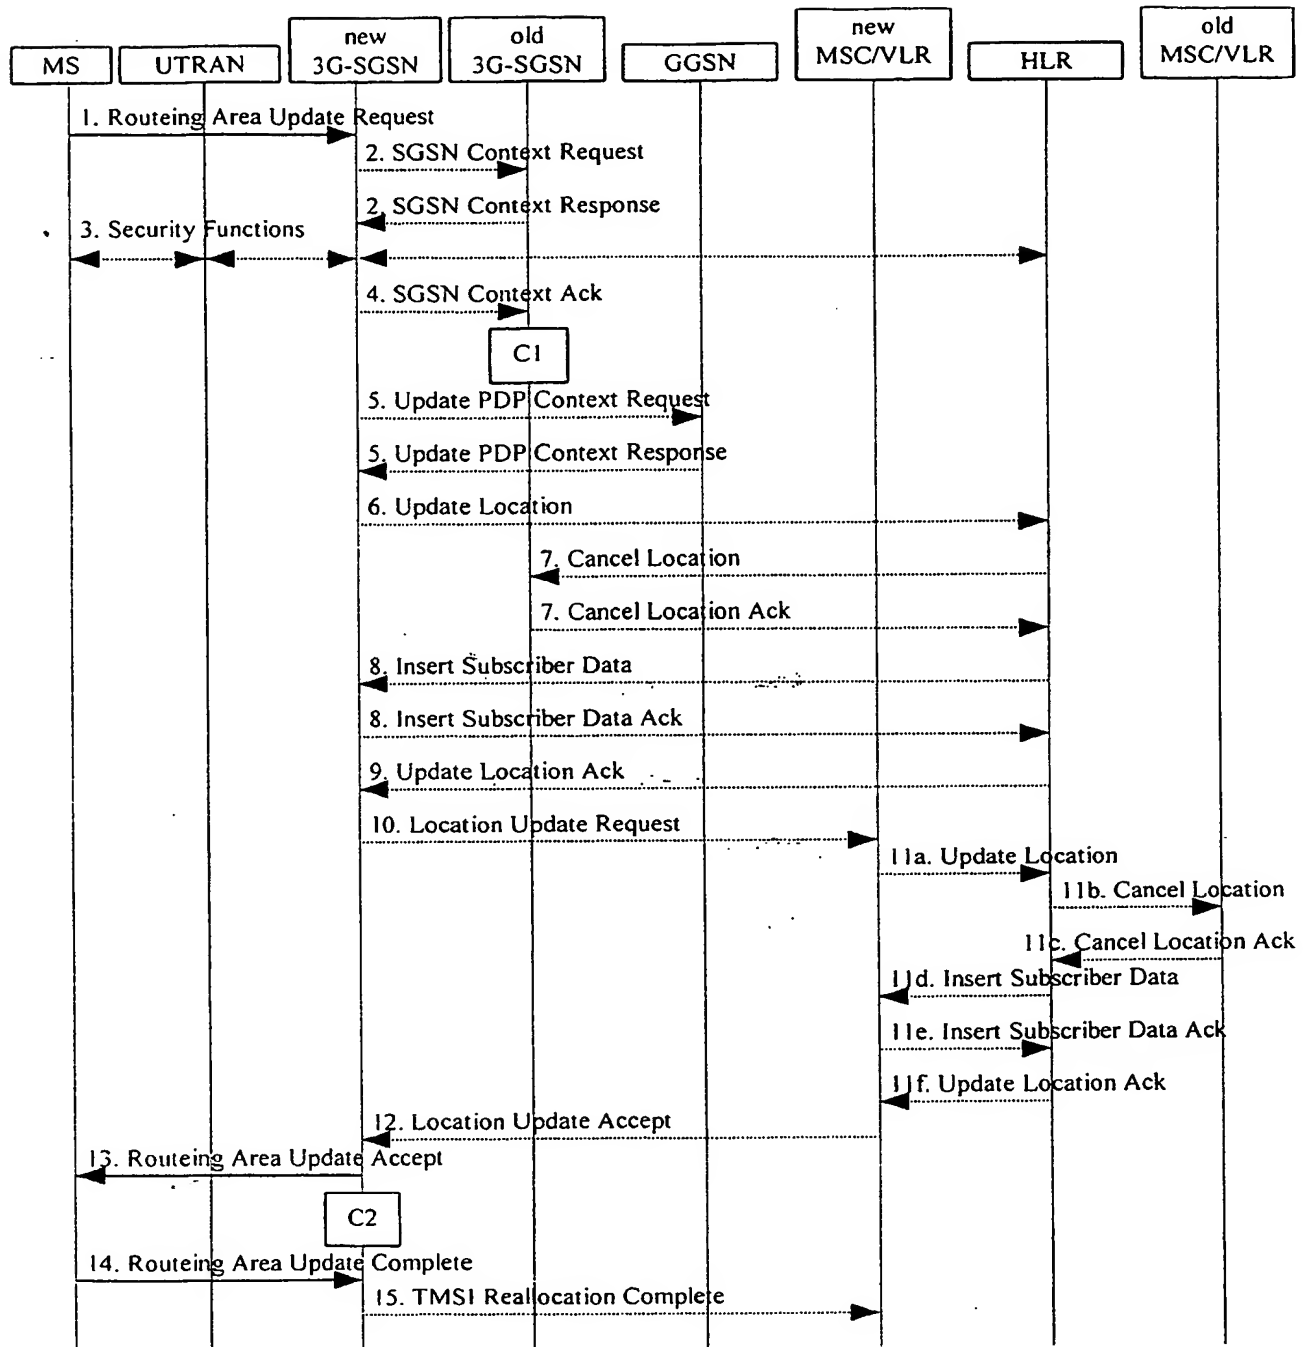 MS
UTRAN
new
3G-SGSN
old
3G-SGSN
GGSN
new
MSC/VLR
HLR
old
MSC/VLR
1. Routeing Area Update Request
2. SGSN Context Request
2. SGSN Context Response
3. Security Functions
4. SGSN Context Ack
C1
5. Update PDP Context Request
5. Update PDP Context Response
6. Update Location
7. Cancel Location
7. Cancel Location Ack
8. Insert Subscriber Data
8. Insert Subscriber Data Ack
9. Update Location Ack
10. Location Update Request
11a. Update Location
11b. Cancel Location
11c. Cancel Location Ack
11d. Insert Subscriber Data
11e. Insert Subscriber Data Ack
11f. Update Location Ack
12. Location Update Accept
13. Routeing Area Update Accept
C2
14. Routeing Area Update Complete
15. TMSI Reallocation Complete